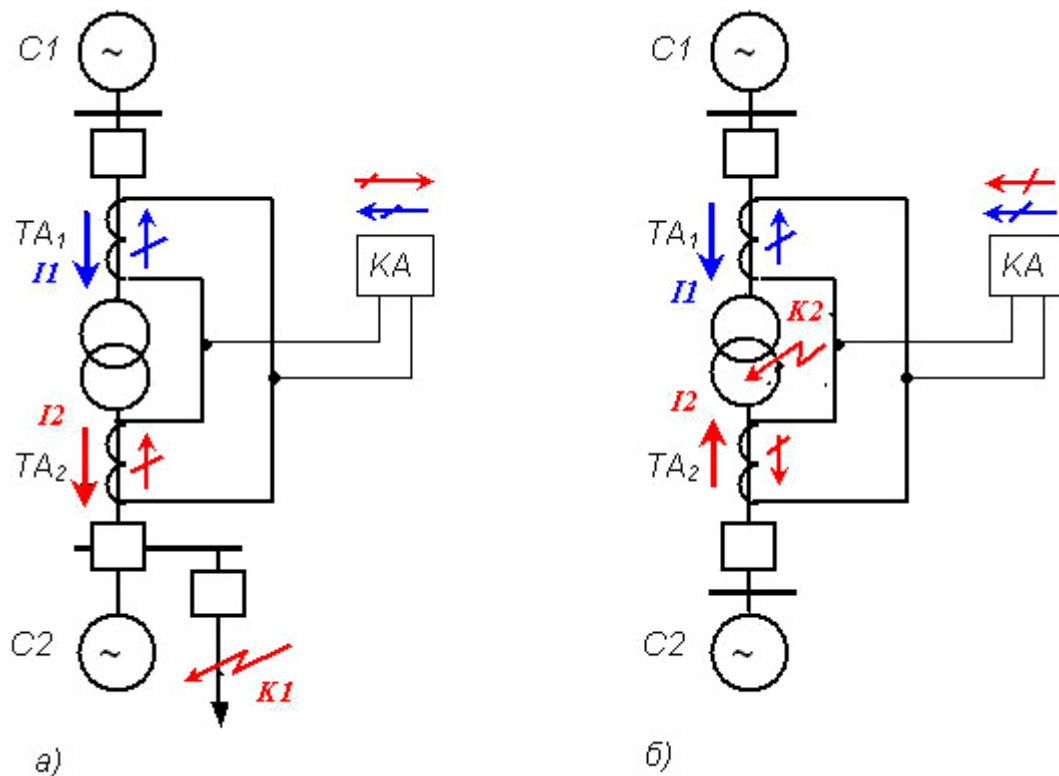 C1
~
TA1
I1
KA
I2
TA2
C2
~
K1
а)
C1
~
TA1
I1
KA
K2
I2
TA2
C2
~
б)